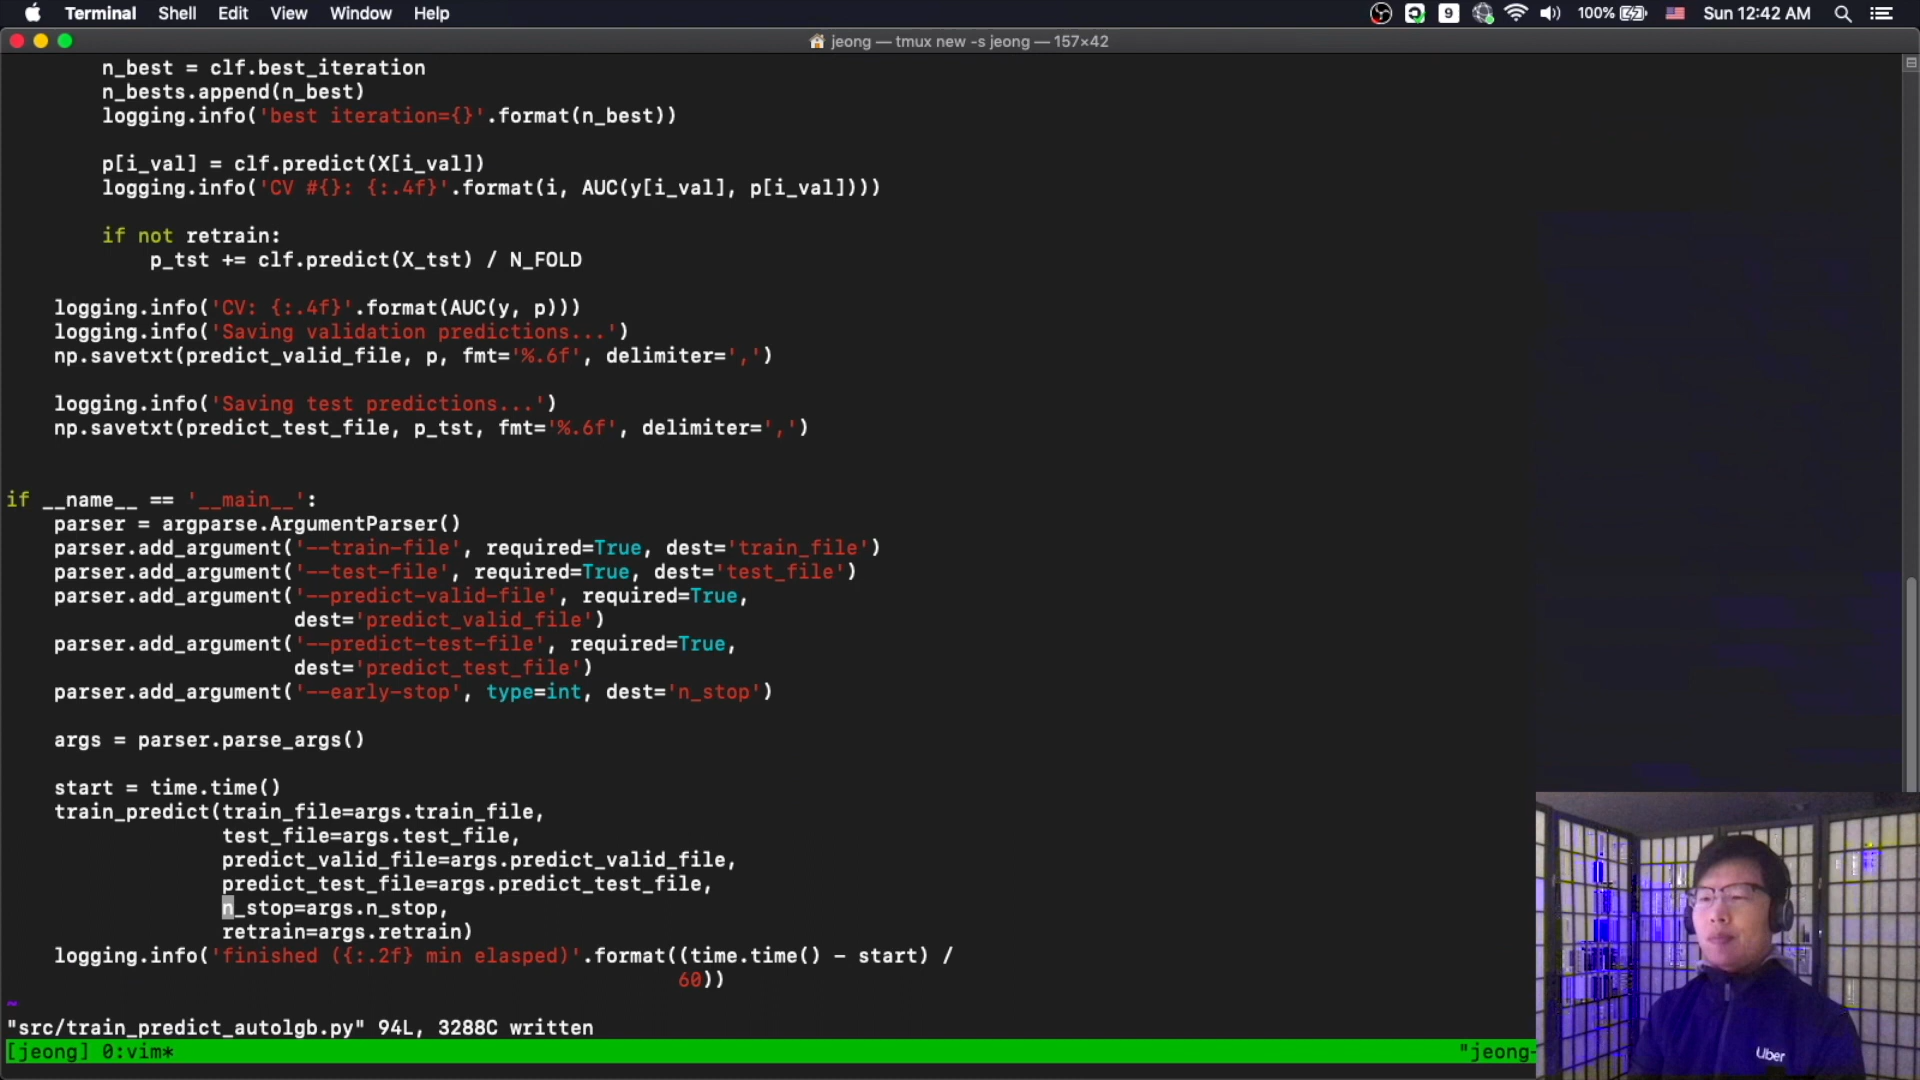 Terminal Shell Edit View Window Help 9 100% Sun 12:42 AM
jeong — tmux new -s jeong — 157×42
n_best = clf.best_iteration
n_bests.append(n_best)
logging.info('best iteration={}'.format(n_best))
p[i_val] = clf.predict(X[i_val])
logging.info('CV #{}: {:.4f}'.format(i, AUC(y[i_val], p[i_val])))
if not retrain:
p_tst += clf.predict(X_tst) / N_FOLD
logging.info('CV: {:.4f}'.format(AUC(y, p)))
logging.info('Saving validation predictions...')
np.savetxt(predict_valid_file, p, fmt='%.6f', delimiter=',')
logging.info('Saving test predictions...')
np.savetxt(predict_test_file, p_tst, fmt='%.6f', delimiter=',')
if __name__ == '__main__':
parser = argparse.ArgumentParser()
parser.add_argument('--train-file', required=True, dest='train_file')
parser.add_argument('--test-file', required=True, dest='test_file')
parser.add_argument('--predict-valid-file', required=True,
dest='predict_valid_file')
parser.add_argument('--predict-test-file', required=True,
dest='predict_test_file')
parser.add_argument('--early-stop', type=int, dest='n_stop')
args = parser.parse_args()
start = time.time()
train_predict(train_file=args.train_file,
test_file=args.test_file,
predict_valid_file=args.predict_valid_file,
predict_test_file=args.predict_test_file,
n_stop=args.n_stop,
retrain=args.retrain)
logging.info('finished ({:.2f} min elasped)'.format((time.time() - start) /
60))
~
"src/train_predict_autolgb.py" 94L, 3288C written
[jeong] 0:vim* "jeong-
Uber